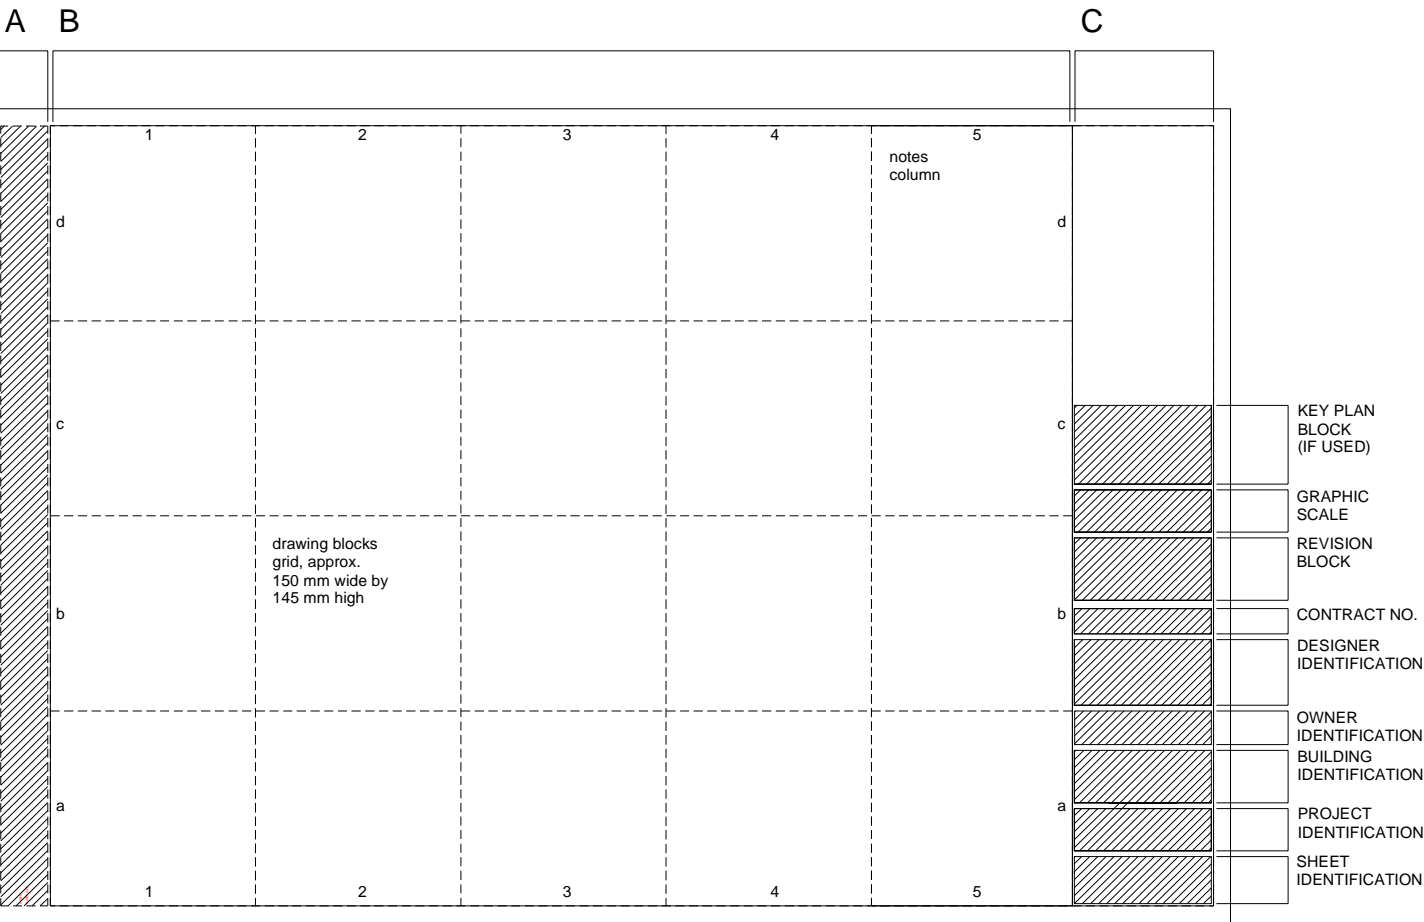 A B C
1 2 3 4 5
notes
column
d d
c c
KEY PLAN
BLOCK
(IF USED)
GRAPHIC
SCALE
drawing blocks
grid, approx.
150 mm wide by
145 mm high
REVISION
BLOCK
b b
CONTRACT NO.
DESIGNER
IDENTIFICATION
OWNER
IDENTIFICATION
BUILDING
IDENTIFICATION
a a
PROJECT
IDENTIFICATION
SHEET
IDENTIFICATION
1 2 3 4 5